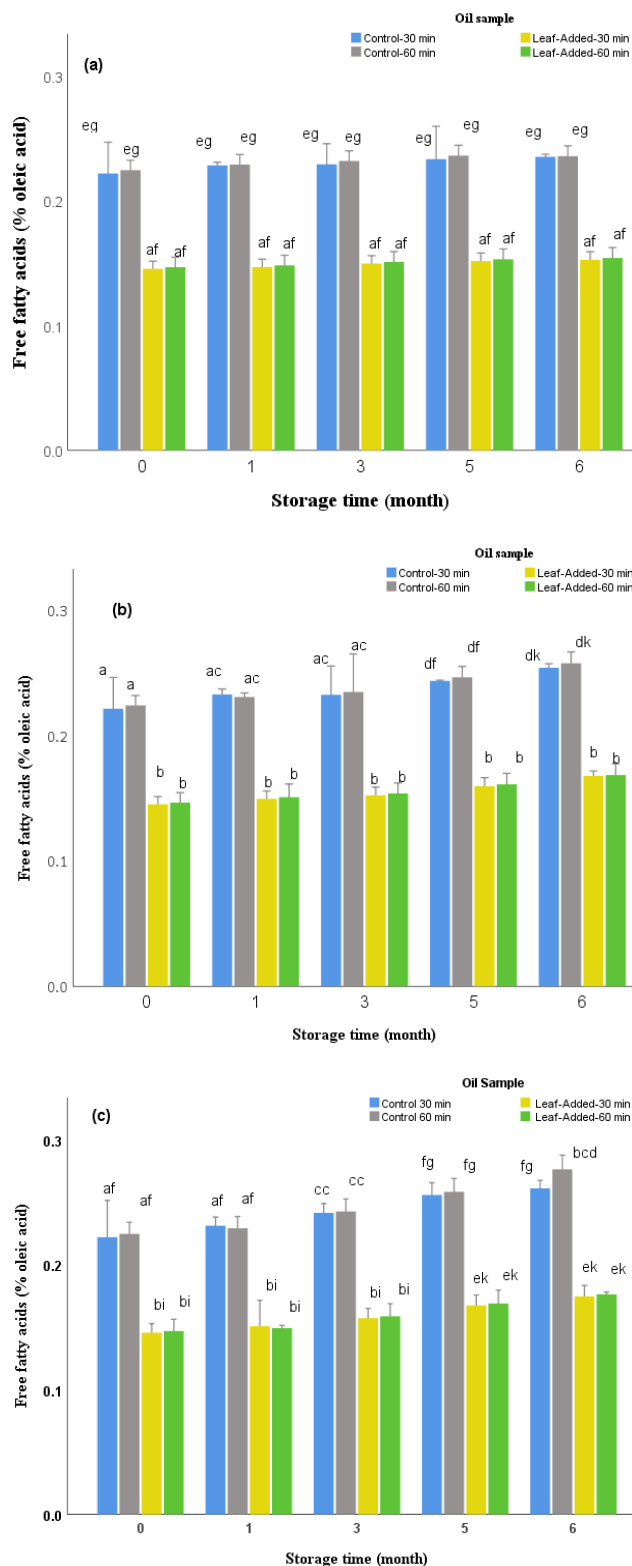 Oil sample
Control-30 min Leaf-Added-30 min
Control-60 min Leaf-Added-60 min
(a)
Free fatty acids (% oleic acid)
0.3
0.2
0.1
0.0
eg eg af af eg eg af af eg eg af af eg eg af af eg eg af af
0 1 3 5 6
Storage time (month)
Oil sample
Control-30 min Leaf-Added-30 min
Control-60 min Leaf-Added-60 min
(b)
Free fatty acids (% oleic acid)
0.3
0.2
0.1
0.0
a a b b ac ac b b ac ac b b df df b b dk dk b b
0 1 3 5 6
Storage time (month)
Oil Sample
Control 30 min Leaf-Added-30 min
Control 60 min Leaf-Added-60 min
(c)
Free fatty acids (% oleic acid)
0.3
0.2
0.1
0.0
af af bi bi af af bi bi cc cc bi bi fg fg ek ek fg bcd ek ek
0 1 3 5 6
Storage time (month)